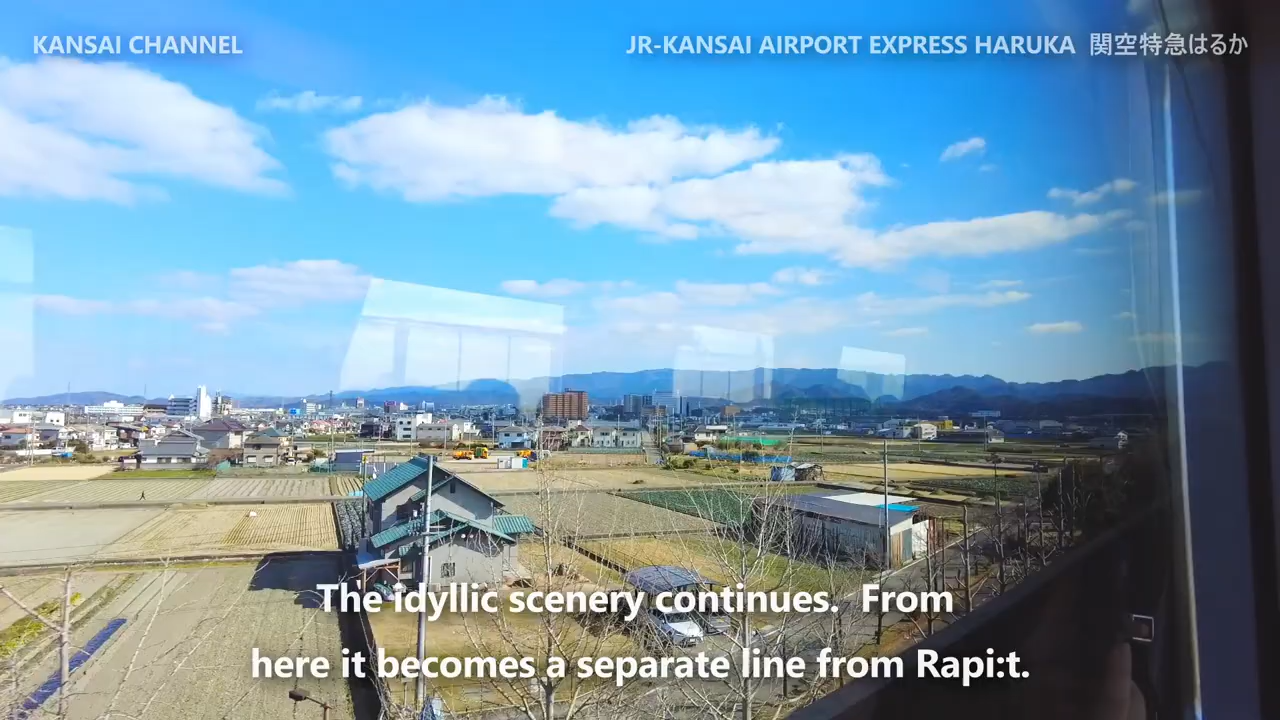 KANSAI CHANNEL
JR-KANSAI AIRPORT EXPRESS HARUKA 関空特急はるか
The idyllic scenery continues. From
here it becomes a separate line from Rapi:t.